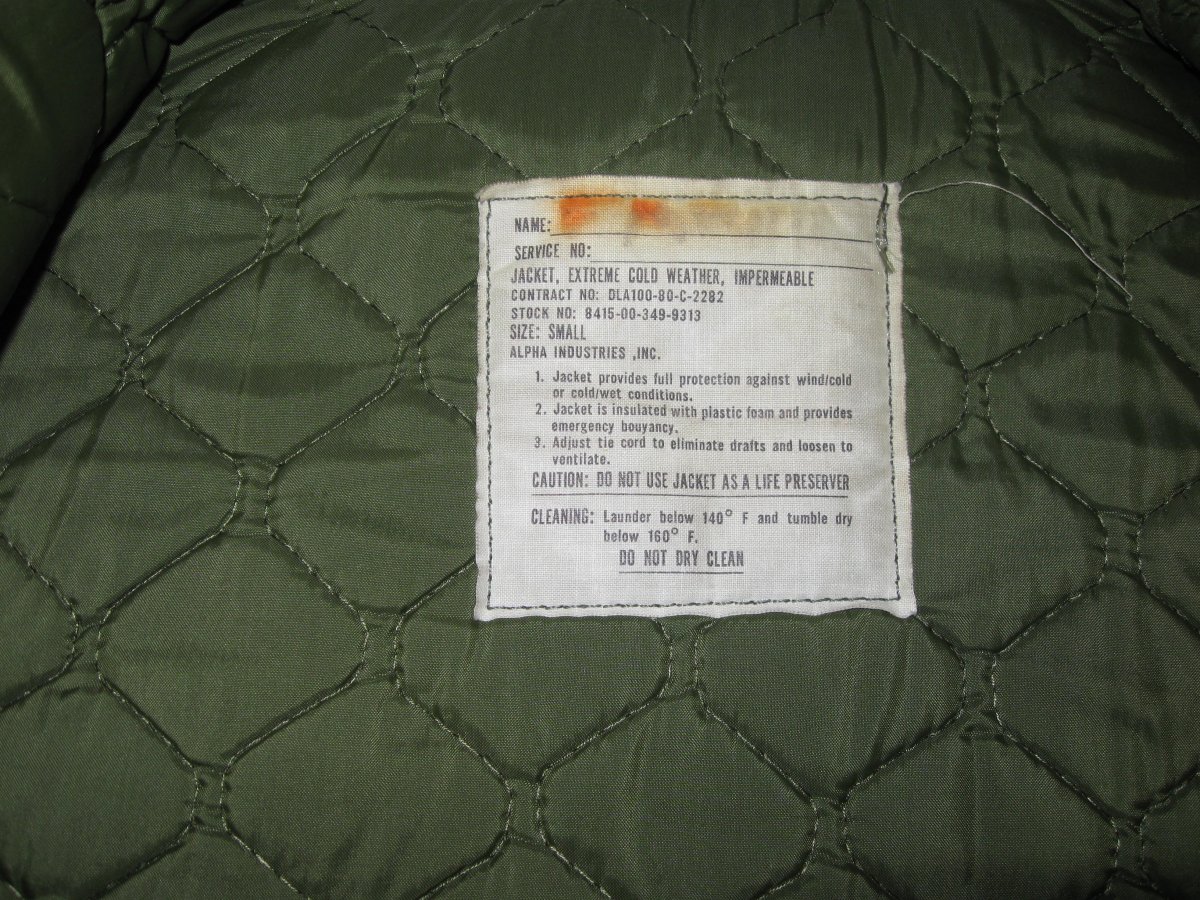 NAME:
SERVICE NO:
JACKET, EXTREME COLD WEATHER, IMPERMEABLE
CONTRACT NO: DLA100-80-C-2282
STOCK NO: 8415-00-349-9313
SIZE: SMALL
ALPHA INDUSTRIES ,INC.
1. Jacket provides full protection against wind/cold
or cold/wet conditions.
2. Jacket is insulated with plastic foam and provides
emergency bouyancy.
3. Adjust tie cord to eliminate drafts and loosen to
ventilate.
CAUTION: DO NOT USE JACKET AS A LIFE PRESERVER
CLEANING: Launder below 140° F and tumble dry
below 160° F.
DO NOT DRY CLEAN